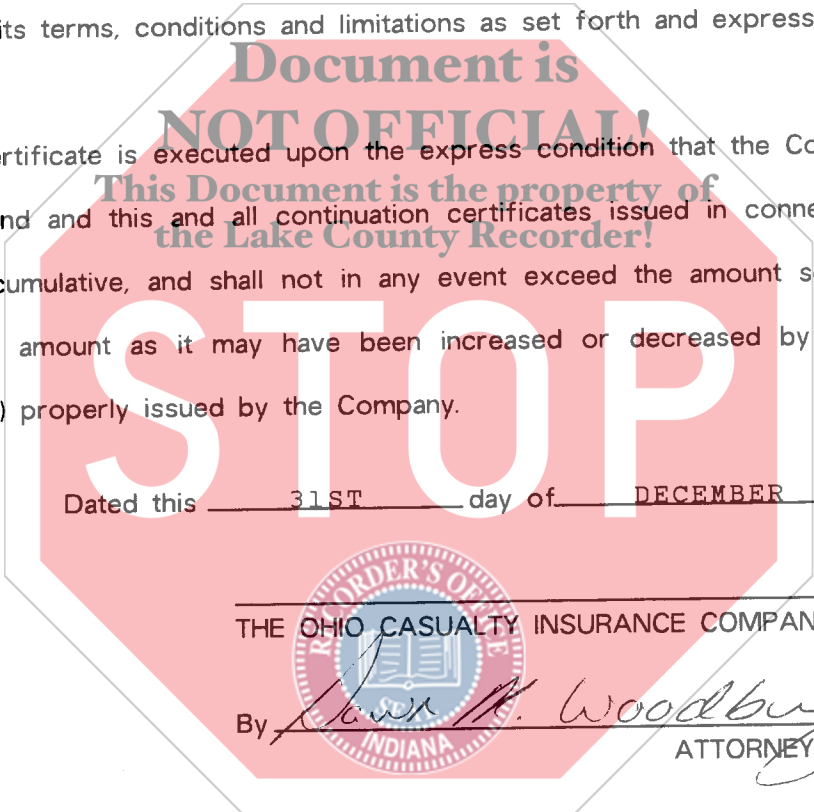 its terms, conditions and limitations as set forth and express
Document is
NOT OFFICIAL!
ertificate is executed upon the express condition that the Co
This Document is the property of
nd and this and all continuation certificates issued in conne
the Lake County Recorder!
cumulative, and shall not in any event exceed the amount s
STOP
amount as it may have been increased or decreased by
) properly issued by the Company.
Dated this 31ST day of DECEMBER
RECORDER'S OFFICE
THE OHIO CASUALTY INSURANCE COMPAN
SEAL
By Dawn M. Woodbu
INDIANA
ATTORNEY